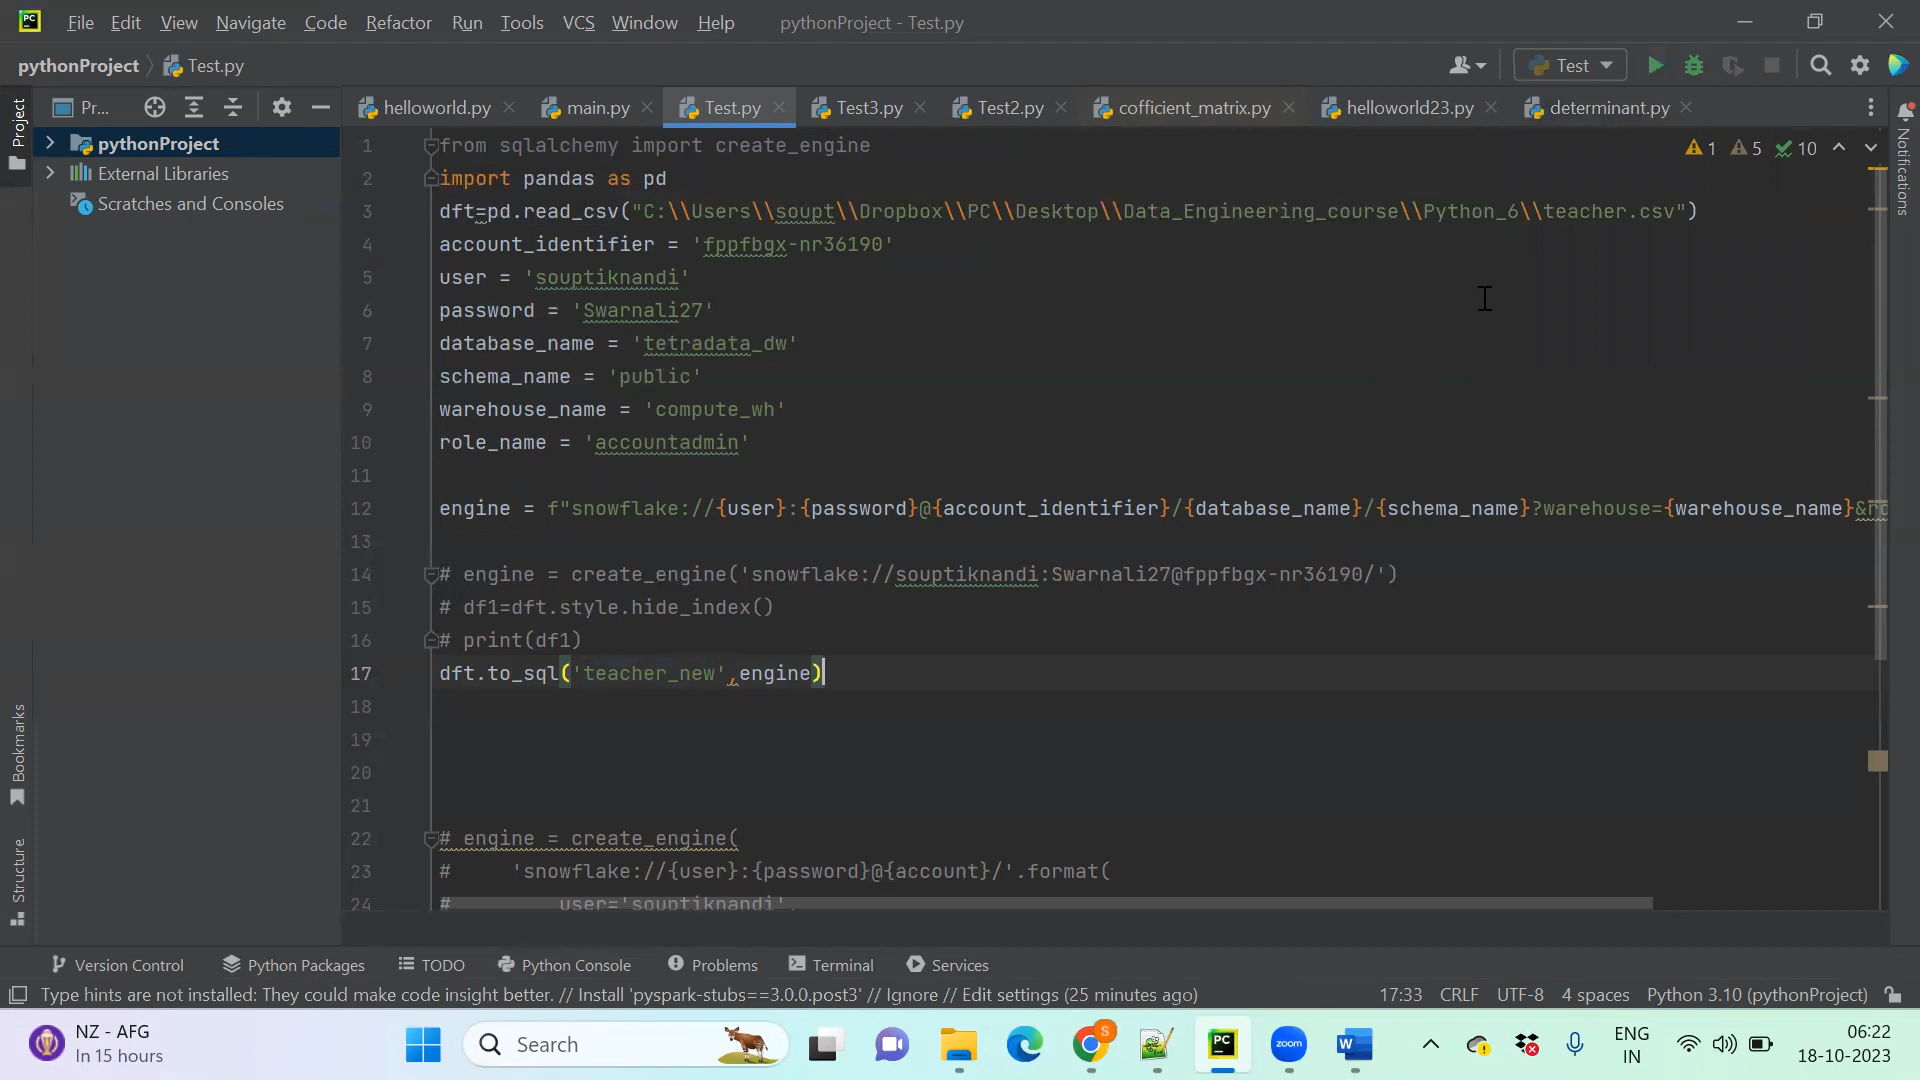 PC File Edit View Navigate Code Refactor Run Tools VCS Window Help pythonProject - Test.py
pythonProject Test.py Test
Project Pr... helloworld.py main.py Test.py Test3.py Test2.py cofficient_matrix.py helloworld23.py determinant.py
pythonProject
External Libraries
Scratches and Consoles
1 5 10
Notifications
1 from sqlalchemy import create_engine
2 import pandas as pd
3 dft=pd.read_csv("C:\\Users\\soupt\\Dropbox\\PC\\Desktop\\Data_Engineering_course\\Python_6\\teacher.csv")
4 account_identifier = 'fppfbgx-nr36190'
5 user = 'souptiknandi'
6 password = 'Swarnali27'
7 database_name = 'tetradata_dw'
8 schema_name = 'public'
9 warehouse_name = 'compute_wh'
10 role_name = 'accountadmin'
11
12 engine = f"snowflake://{user}:{password}@{account_identifier}/{database_name}/{schema_name}?warehouse={warehouse_name}&ro
13
14 # engine = create_engine('snowflake://souptiknandi:Swarnali27@fppfbgx-nr36190/')
15 # df1=dft.style.hide_index()
16 # print(df1)
17 dft.to_sql('teacher_new',engine)
18
19
20
21
22 # engine = create_engine(
23 #     'snowflake://{user}:{password}@{account}/'.format(
24 #         user='souptiknandi',
Bookmarks
Structure
Version Control Python Packages TODO Python Console Problems Terminal Services
Type hints are not installed: They could make code insight better. // Install 'pyspark-stubs==3.0.0.post3' // Ignore // Edit settings (25 minutes ago) 17:33 CRLF UTF-8 4 spaces Python 3.10 (pythonProject)
NZ - AFG
In 15 hours
Search
S
PC
zoom
W
ENG
IN
06:22
18-10-2023